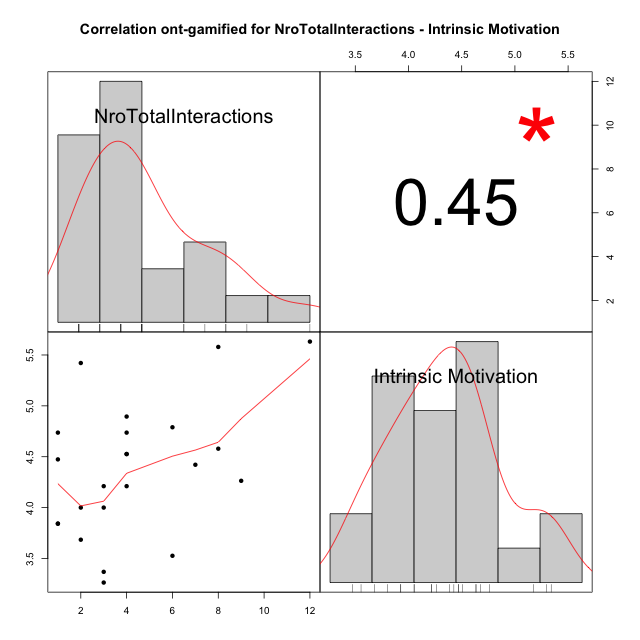 Correlation ont-gamified for NroTotalInteractions - Intrinsic Motivation
3.5 4.0 4.5 5.0 5.5
NroTotalInteractions
*
0.45
2 4 6 8 10 12
Intrinsic Motivation
3.5 4.0 4.5 5.0 5.5
2 4 6 8 10 12